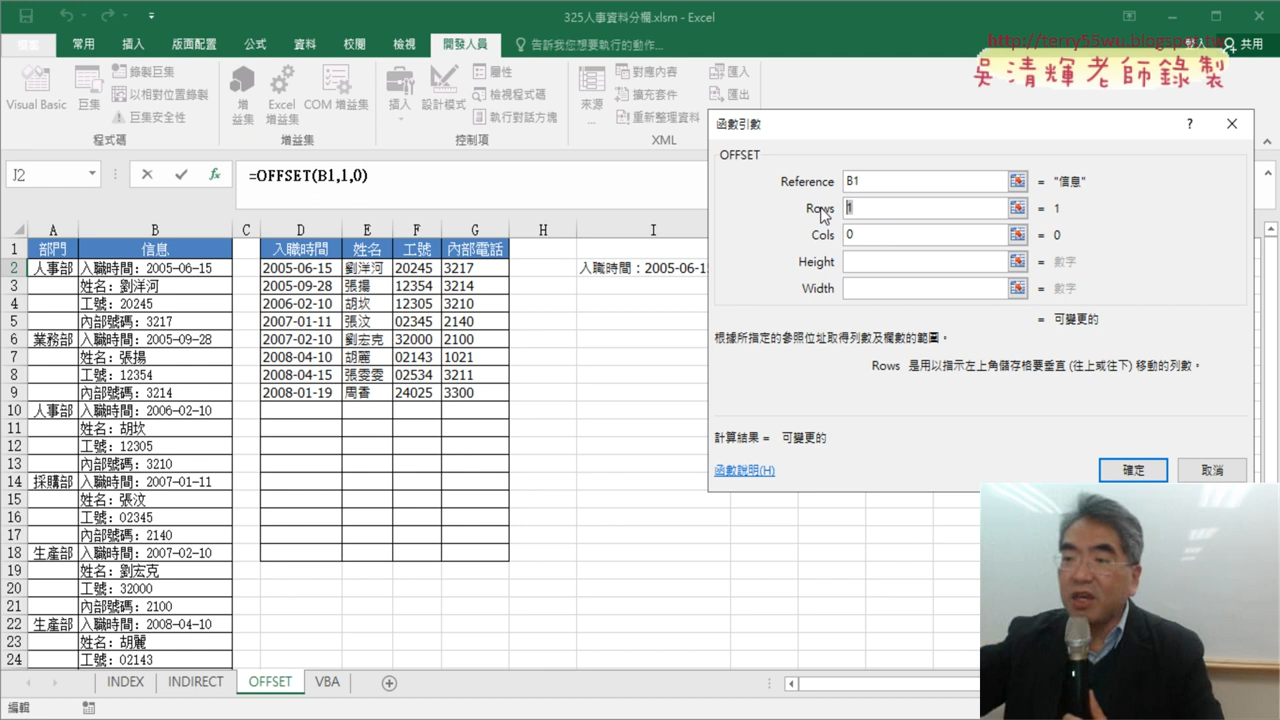 325人事資料分欄.xlsm - Excel
http://terry55wu.blogspot.tw
吳清輝老師錄製
常用 插入 版面配置 公式 資料 校閱 檢視 開發人員 告訴我您想要執行的動作... 共用
Visual Basic 巨集 錄製巨集 以相對位置錄製 巨集安全性 程式碼
增益集 Excel 增益集 COM 增益集 增益集
插入 設計模式 屬性 檢視程式碼 執行對話方塊 控制項
來源 對應內容 擴充套件 重新整理資料 匯入 匯出 XML
J2 fx =OFFSET(B1,1,0)
A B C D E F G H I
1 部門 信息 入職時間 姓名 工號 內部電話
2 人事部 入職時間：2005-06-15 2005-06-15 劉洋河 20245 3217 入職時間：2005-06-15
3 姓名：劉洋河 2005-09-28 張揚 12354 3214
4 工號：20245 2006-02-10 胡坎 12305 3210
5 內部號碼：3217 2007-01-11 張汶 02345 2140
6 業務部 入職時間：2005-09-28 2007-02-10 劉宏克 32000 2100
7 姓名：張揚 2008-04-10 胡麗 02143 1021
8 工號：12354 2008-04-15 張雯雯 02534 3211
9 內部號碼：3214 2008-01-19 周香 24025 3300
10 人事部 入職時間：2006-02-10
11 姓名：胡坎
12 工號：12305
13 內部號碼：3210
14 採購部 入職時間：2007-01-11
15 姓名：張汶
16 工號：02345
17 內部號碼：2140
18 生產部 入職時間：2007-02-10
19 姓名：劉宏克
20 工號：32000
21 內部號碼：2100
22 生產部 入職時間：2008-04-10
23 姓名：胡麗
24 工號：02143
函數引數 ?
OFFSET
Reference B1 = "信息"
Rows 1 = 1
Cols 0 = 0
Height = 數字
Width = 數字
= 可變更的
根據所指定的參照位址取得列數及欄數的範圍。
Rows 是用以指示左上角儲存格要垂直 (往上或往下) 移動的列數。
計算結果 = 可變更的
函數說明(H) 確定 取消
INDEX INDIRECT OFFSET VBA
編輯